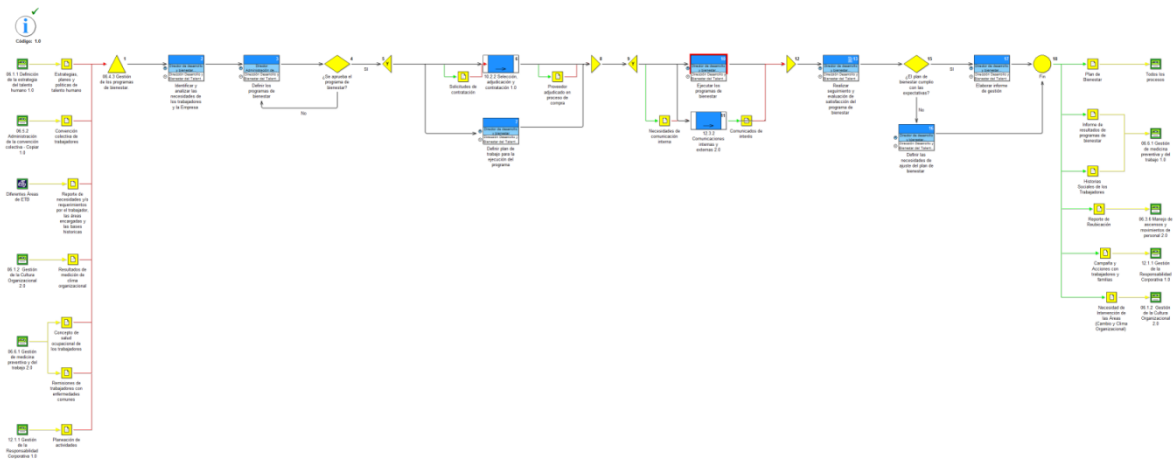 Código: 1.0
06.1.1 Definición
de la estrategia
del talento
humano 1.0
Estrategias,
planes y
políticas de
talento humano
06.5.2
Administración
de la convención
colectiva - Copiar
1.0
Convención
colectiva de
trabajadores
Diferentes Áreas
de ETB
Reporte de
necesidades y/o
requerimientos
por el trabajador,
las áreas
encargadas y
las bases
históricas
06.1.2 Gestión
de la Cultura
Organizacional
2.0
Resultados de
medición de
clima
organizacional
06.6.1 Gestión
de medicina
preventiva y del
trabajo 2.0
Concepto de
salud
ocupacional de
los trabajadores
Remisiones de
trabajadores con
enfermedades
comunes
12.1.1 Gestión
de la
Responsabilidad
Corporativa 1.0
Planeación de
actividades
06.4.3 Gestión
de los programas
de bienestar
Identificar y
analizar las
necesidades de
los trabajadores
y la Empresa
Definir los
programas de
bienestar
¿Se aprueba el
programa de
bienestar?
SI
No
Solicitudes de
contratación
10.2.2 Selección,
adjudicación y
contratación 1.0
Proveedor
adjudicado en
proceso de
compra
Definir plan de
trabajo para la
ejecución del
programa
Ejecutar los
programas de
bienestar
Necesidades de
comunicación
interna
12.3.2
Comunicaciones
internas y
externas 2.0
Comunicados de
interés
Realizar
seguimiento y
evaluación de
satisfacción del
programa de
bienestar
¿El plan de
bienestar cumplió
con las
expectativas?
SI
No
Definir las
necesidades de
ajuste del plan de
bienestar
Elaborar informe
de gestión
Fin
Plan de
Bienestar
Todos los
procesos
Informe de
resultados de
programas de
bienestar
06.6.1 Gestión
de medicina
preventiva y del
trabajo 1.0
Historias
Sociales de los
Trabajadores
Reporte de
Reubicación
06.3.6 Manejo de
ascensos y
movimientos de
personal 2.0
Campaña y
Acciones con
trabajadores y
familias
12.1.1 Gestión
de la
Responsabilidad
Corporativa 1.0
Necesidad de
Intervención de
las Áreas
(Cambio y Clima
Organizacional)
06.1.2 Gestión
de la Cultura
Organizacional
2.0